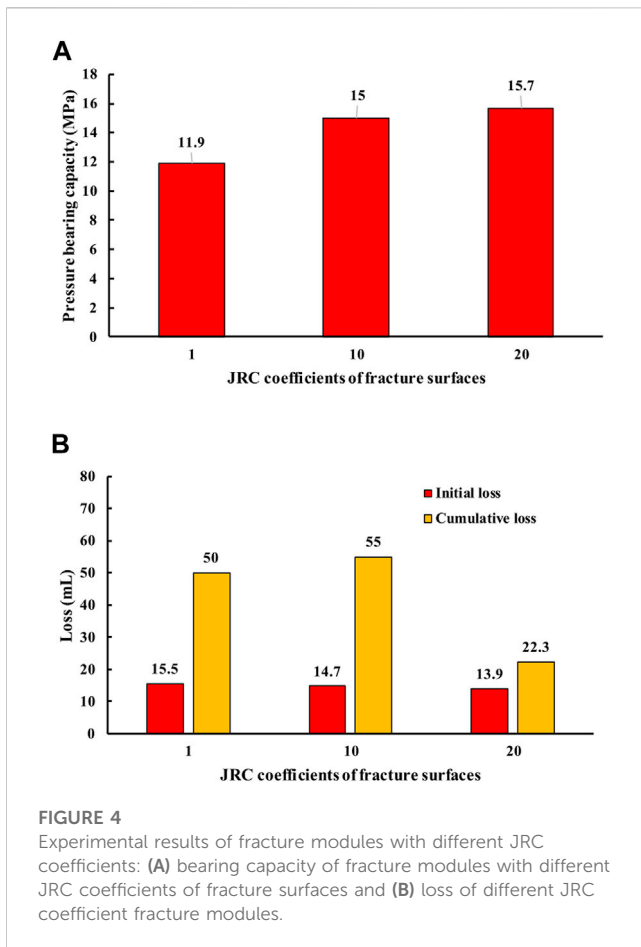 A
18
16
14
12
10
8
6
4
2
0
Pressure bearing capacity (MPa)
11.9
15
15.7
1 10 20
JRC coefficients of fracture surfaces
B
80
70
60
50
40
30
20
10
0
Loss (mL)
Initial loss
Cumulative loss
15.5 50 14.7 55 13.9 22.3
1 10 20
JRC coefficients of fracture surfaces
FIGURE 4
Experimental results of fracture modules with different JRC
coefficients: (A) bearing capacity of fracture modules with different
JRC coefficients of fracture surfaces and (B) loss of different JRC
coefficient fracture modules.